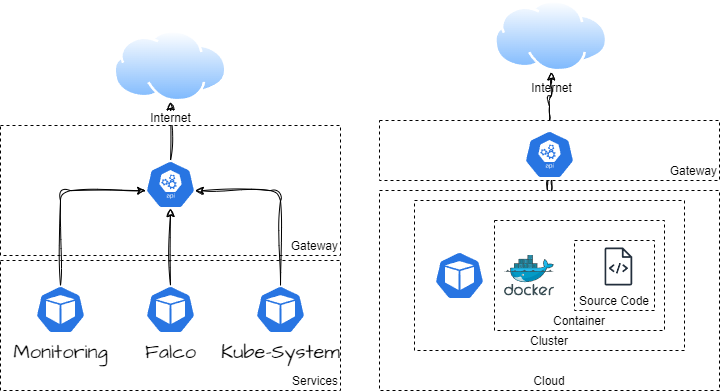 Internet
api
Gateway
Monitoring
Falco
Kube-System
Services
Internet
api
Gateway
docker
Source Code
Container
Cluster
Cloud